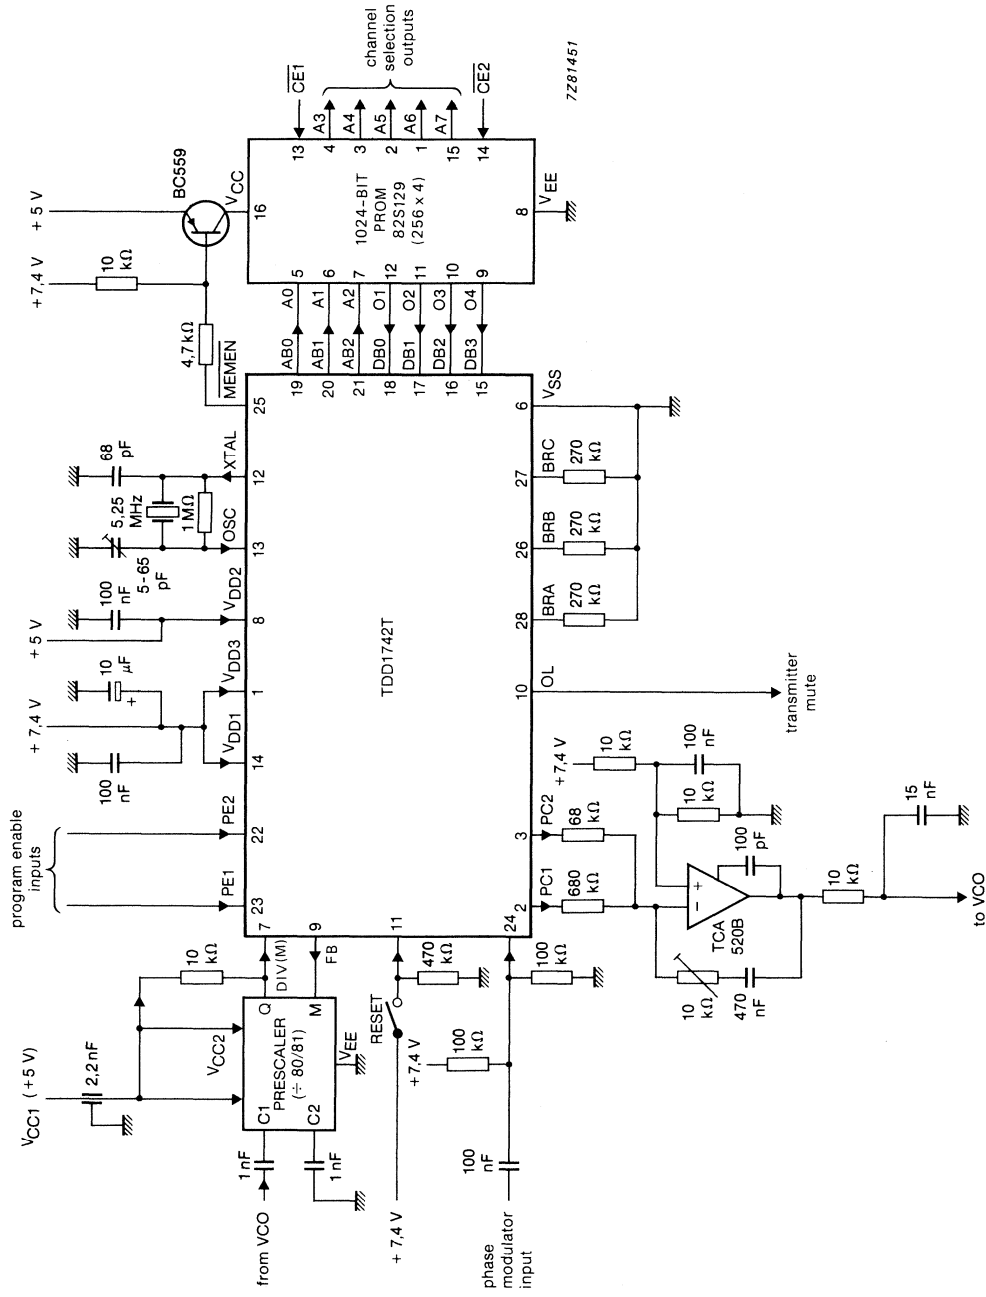 program enable
inputs
+7,4 V
+5 V
+7,4 V
+5 V
100
nF
10
µF
+
100
nF
5-65
pF
5,25
MHz
68
pF
1 MΩ
10
kΩ
4,7 kΩ
BC559
VCC1 (+5 V)
2,2 nF
10
kΩ
VCC2
from VCO
1 nF
1 nF
C1
C2
PRESCALER
(÷ 80/81)
Q
M
VEE
DIV(M)
FB
+7,4 V
RESET
470
kΩ
phase
modulator
input
100
nF
+7,4 V
100
kΩ
100
kΩ
PE1
PE2
VDD1
VDD3
VDD2
OSC
XTAL
MEMEN
23
22
14
1
8
13
12
25
7
9
11
24
TDD1742T
19
20
21
18
17
16
15
AB0
AB1
AB2
DB0
DB1
DB2
DB3
A0
A1
A2
O1
O2
O3
O4
5
6
7
12
11
10
9
VCC
16
1024-BIT
PROM
82S129
(256 x 4)
8
VEE
13
4
3
2
1
15
14
CE1
A3
A4
A5
A6
A7
CE2
channel
selection
outputs
7Z81451
2
3
10
28
26
27
6
PC1
PC2
OL
BRA
BRB
BRC
VSS
680
kΩ
68
kΩ
270
kΩ
270
kΩ
270
kΩ
transmitter
mute
+7,4 V
10
kΩ
10
kΩ
100
nF
−
+
TCA
520B
100
pF
10
kΩ
470
nF
10
kΩ
15
nF
to VCO